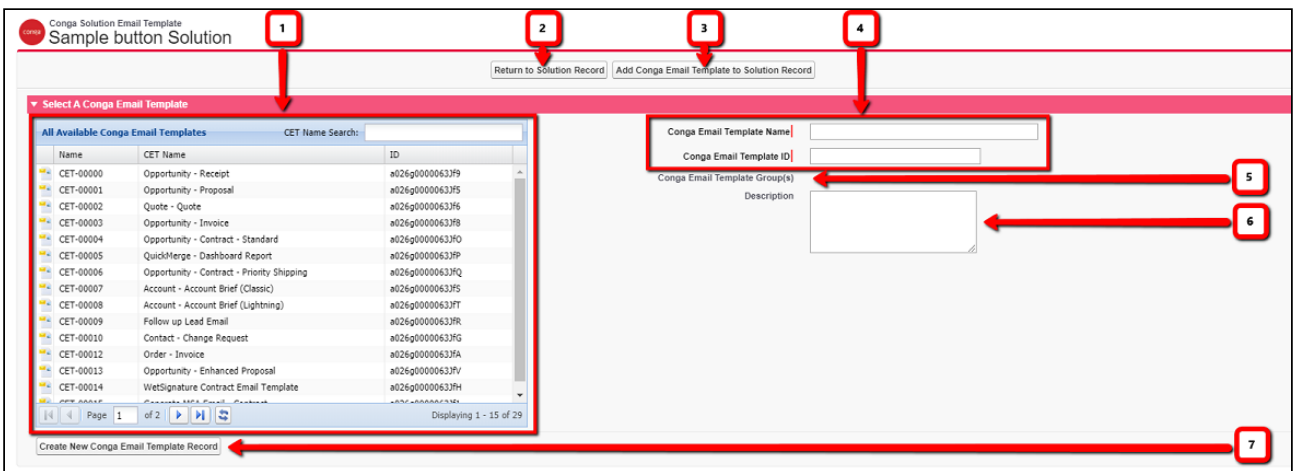 conga
Conga Solution Email Template
Sample button Solution
1
2
3
4
Return to Solution Record
Add Conga Email Template to Solution Record
Select A Conga Email Template
All Available Conga Email Templates CET Name Search:
Name CET Name ID
CET-00000 Opportunity - Receipt a026g0000063Jf9
CET-00001 Opportunity - Proposal a026g0000063Jf5
CET-00002 Quote - Quote a026g0000063Jf6
CET-00003 Opportunity - Invoice a026g0000063Jf8
CET-00004 Opportunity - Contract - Standard a026g0000063JfO
CET-00005 QuickMerge - Dashboard Report a026g0000063JfP
CET-00006 Opportunity - Contract - Priority Shipping a026g0000063JfQ
CET-00007 Account - Account Brief (Classic) a026g0000063JfS
CET-00008 Account - Account Brief (Lightning) a026g0000063JfT
CET-00009 Follow up Lead Email a026g0000063JfR
CET-00010 Contact - Change Request a026g0000063JfG
CET-00012 Order - Invoice a026g0000063JfA
CET-00013 Opportunity - Enhanced Proposal a026g0000063JfV
CET-00014 WetSignature Contract Email Template a026g0000063JfH
CET-00015 Generate MSA Email - Contract
Page 1 of 2 Displaying 1 - 15 of 29
Conga Email Template Name
Conga Email Template ID
Conga Email Template Group(s)
5
Description
6
Create New Conga Email Template Record
7